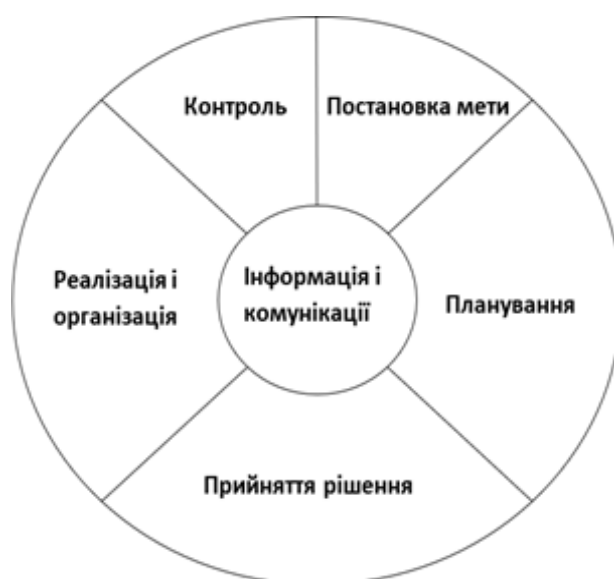 Контроль
Постановка мети
Реалізація і
організація
Інформація і
комунікації
Планування
Прийняття рішення